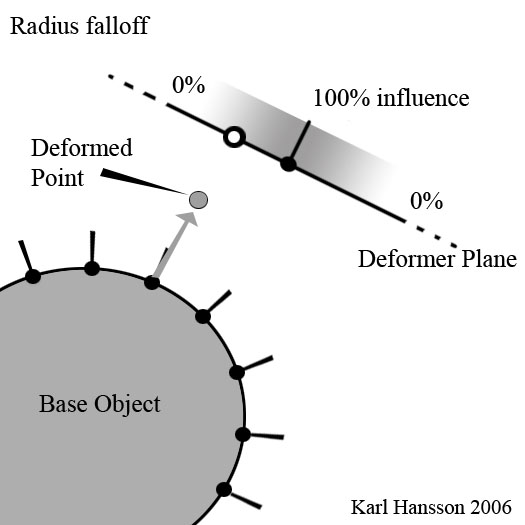 Radius falloff
0%
100% influence
Deformed
Point
0%
Deformer Plane
Base Object
Karl Hansson 2006